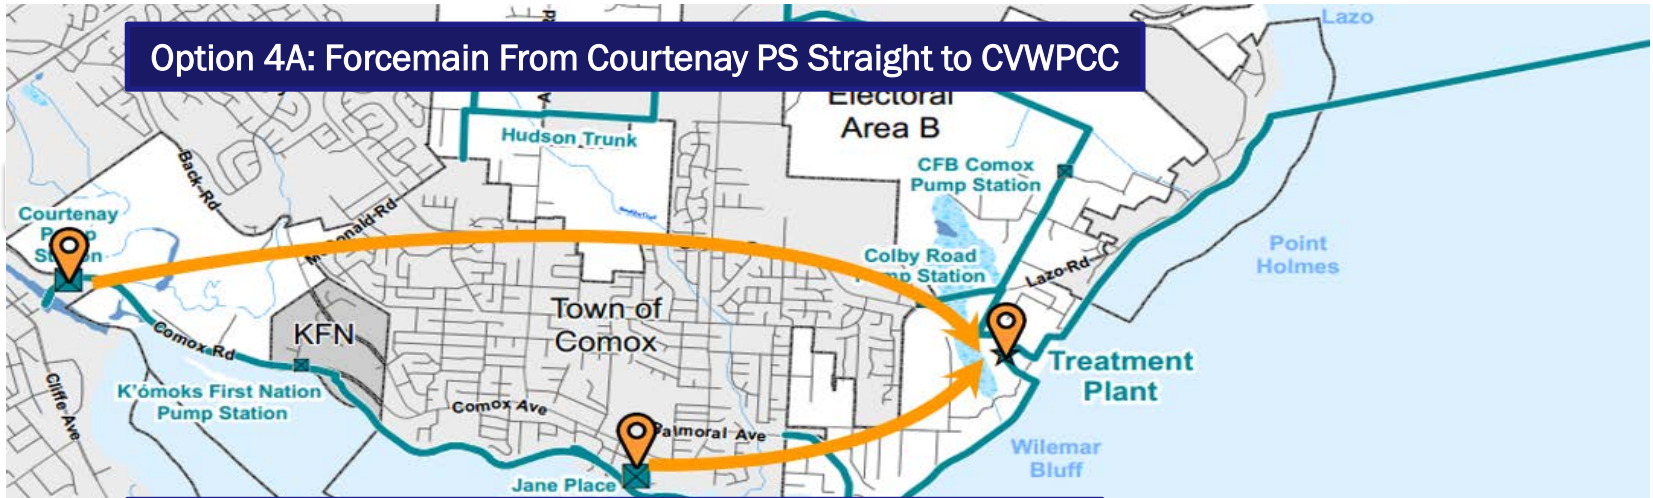 Lazo
Option 4A: Forcemain From Courtenay PS Straight to CVWPCC
Electoral
Area B
Hudson Trunk
CFB Comox
Pump Station
Back-Rd
Courtenay
Station
Point
Holmes
Colby Road
Station
Lazo-Rd
Town of
Comox
KFN
Comox Rd
Treatment
Plant
K'ómoks First Nation
Pump Station
Cliffe Ave
Comox Ave
Wilemar
Bluff
Jane Place